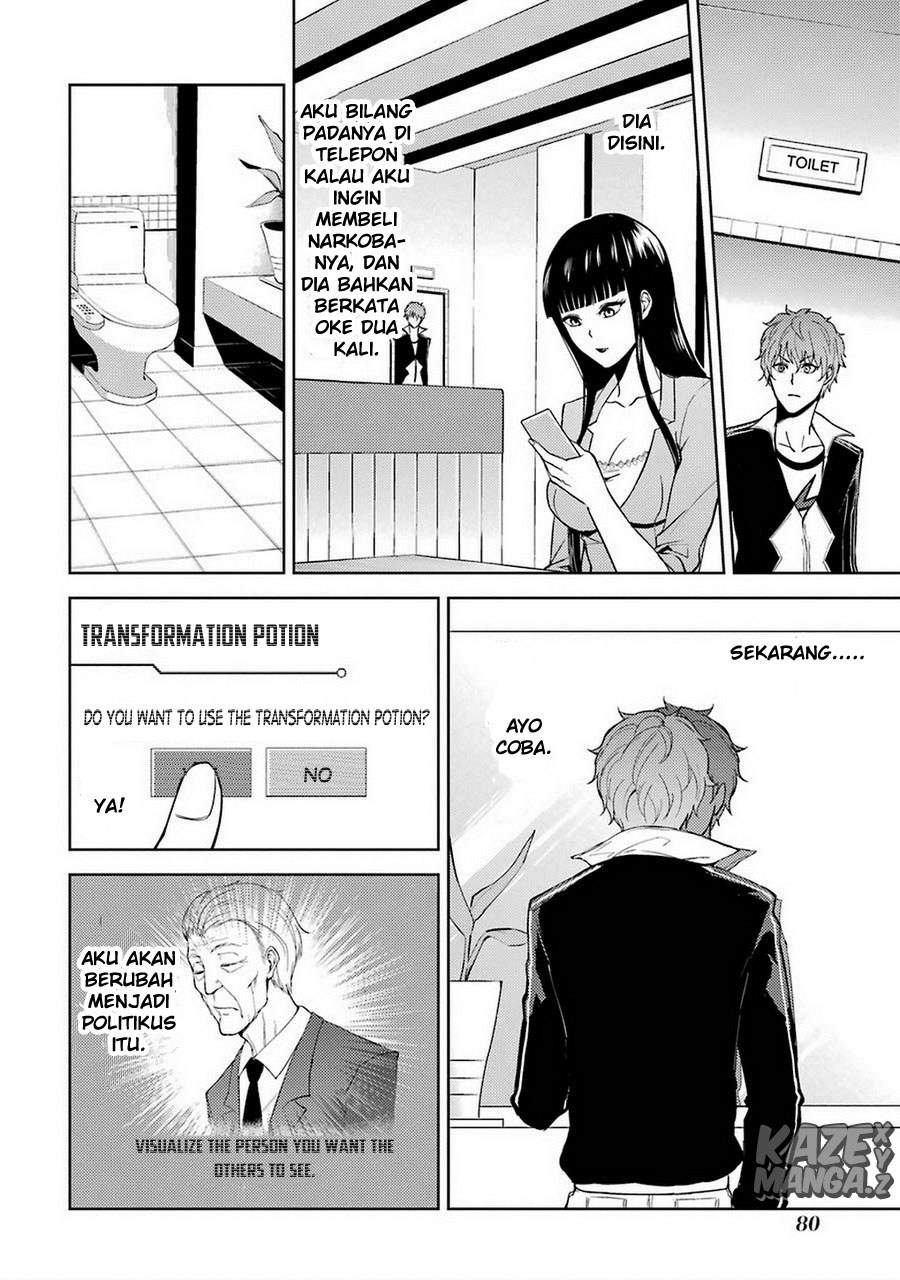 TOILET
DIA
DISINI.
AKU BILANG
PADANYA DI
TELEPON
KALAU AKU
INGIN
MEMBELI
NARKOBA-
NYA, DAN
DIA BAHKAN
BERKATA
OKE DUA
KALI.
SEKARANG.....
AYO
COBA.
TRANSFORMATION POTION
DO YOU WANT TO USE THE TRANSFORMATION POTION?
NO
YA!
AKU AKAN
BERUBAH
MENJADI
POLITIKUS
ITU.
VISUALIZE THE PERSON YOU WANT THE
OTHERS TO SEE.
KAZE
MANGA.XYZ
80